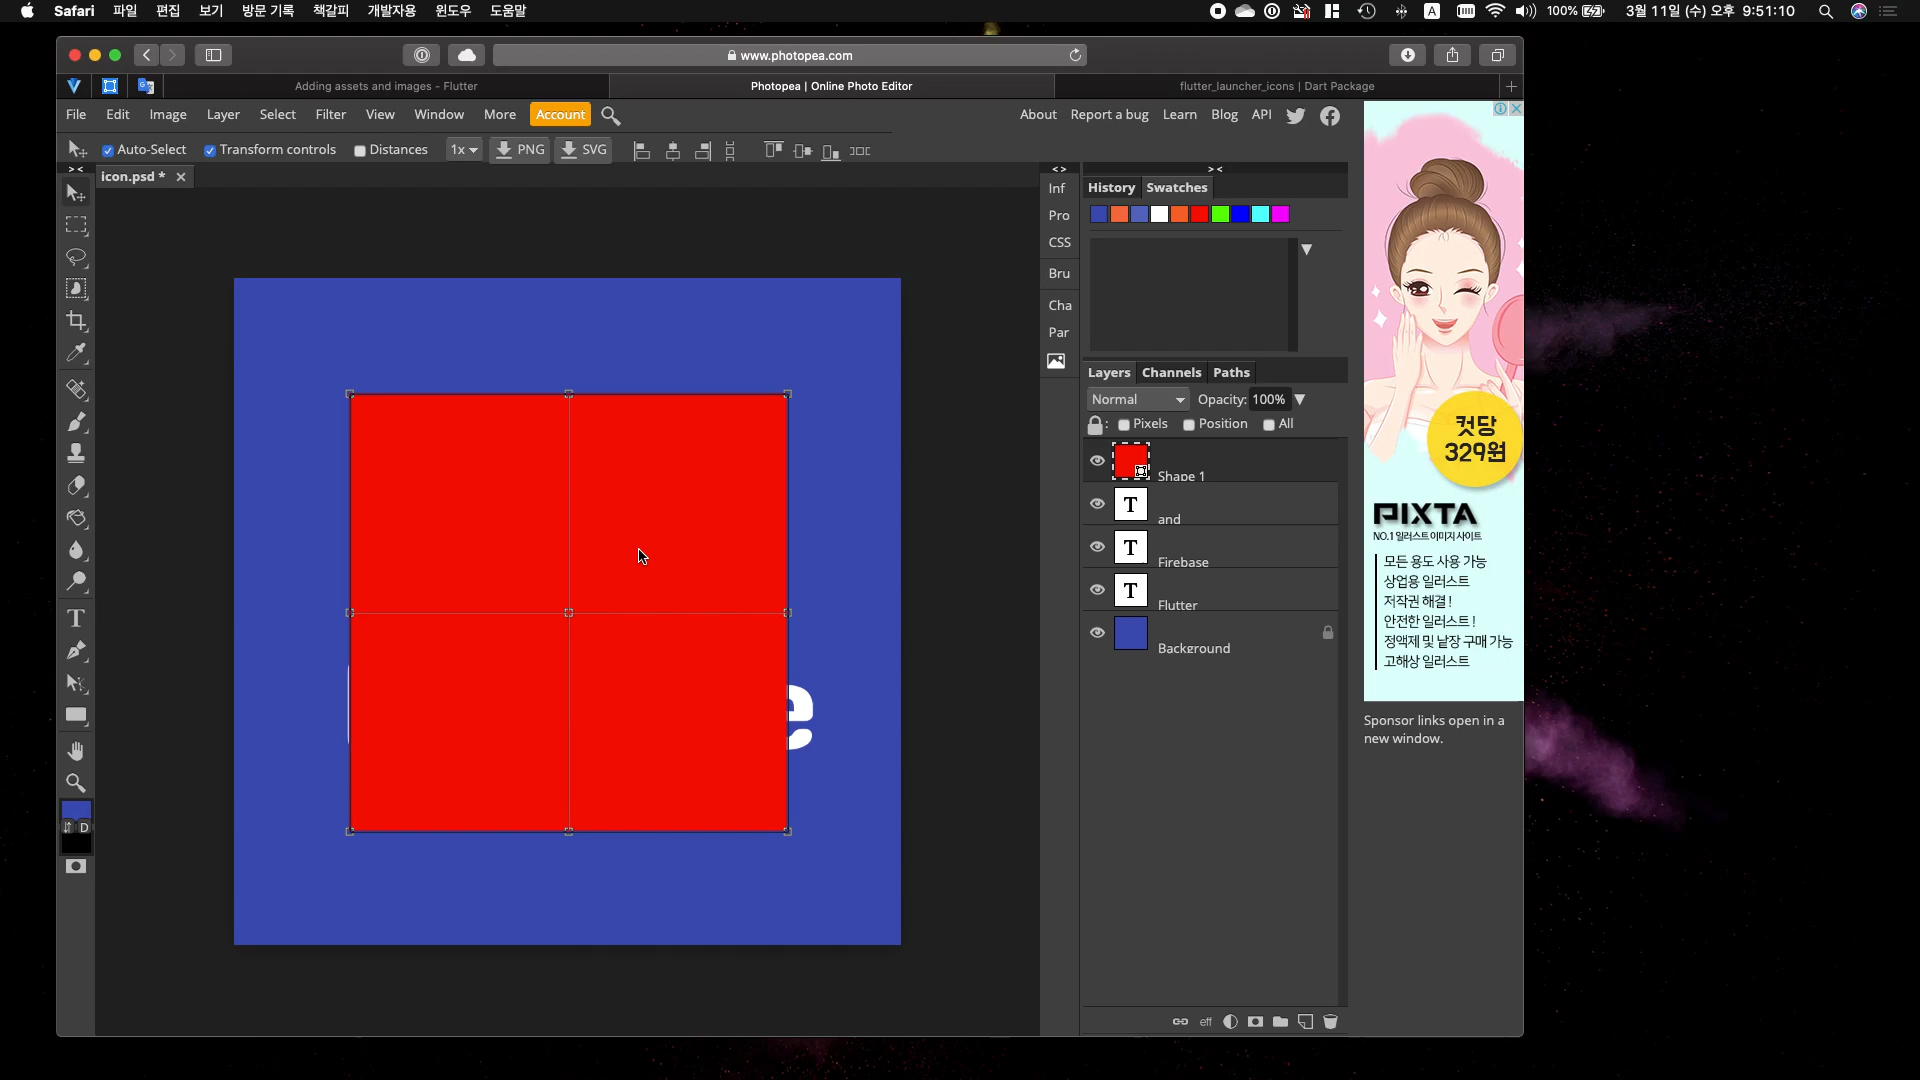 Safari 파일 편집 보기 방문 기록 책갈피 개발자용 윈도우 도움말
A 100% 3월 11일 (수) 오후 9:51:10
www.photopea.com
Adding assets and images - Flutter
Photopea | Online Photo Editor
flutter_launcher_icons | Dart Package
File Edit Image Layer Select Filter View Window More Account
About Report a bug Learn Blog API
Auto-Select Transform controls Distances 1x PNG SVG
icon.psd *
Inf
Pro
CSS
Bru
Cha
Par
History Swatches
Layers Channels Paths
Normal Opacity: 100%
: Pixels Position All
Shape 1
T and
T Firebase
T Flutter
Background
eff
T
D
e
컷당
329원
PIXTA
NO.1 일러스트 이미지 사이트
모든 용도 사용 가능
상업용 일러스트
저작권 해결 !
안전한 일러스트 !
정액제 및 낱장 구매 가능
고해상 일러스트
Sponsor links open in a
new window.